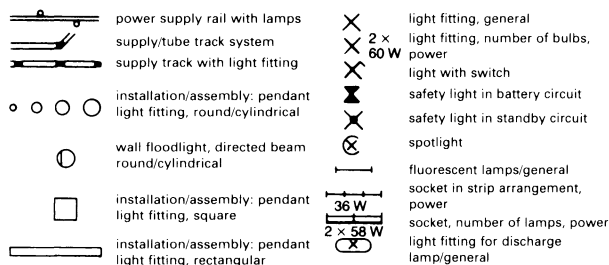 power supply rail with lamps
supply/tube track system
supply track with light fitting
installation/assembly: pendant
light fitting, round/cylindrical
wall floodlight, directed beam
round/cylindrical
installation/assembly: pendant
light fitting, square
installation/assembly: pendant
light fitting, rectangular
light fitting, general
2 ×
60 W
light fitting, number of bulbs,
power
light with switch
safety light in battery circuit
safety light in standby circuit
spotlight
fluorescent lamps/general
socket in strip arrangement,
power
36 W
socket, number of lamps, power
2 × 58 W
light fitting for discharge
lamp/general